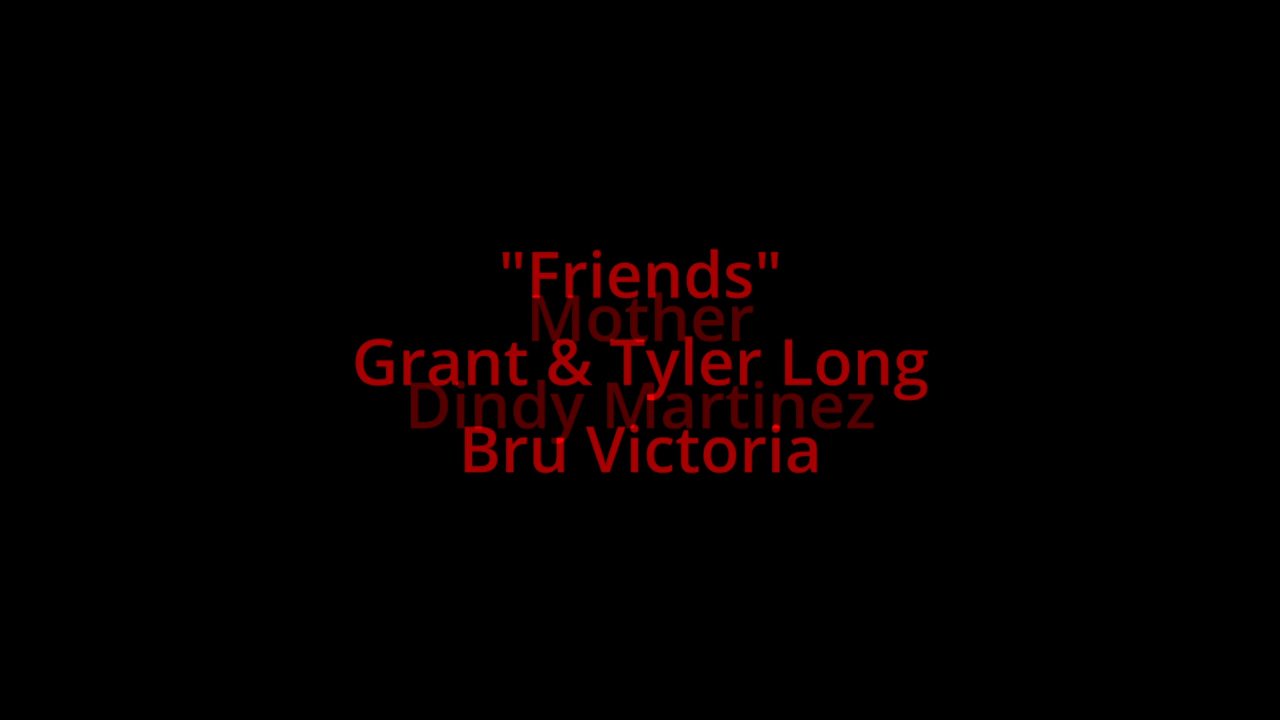 "Friends"
Mother
Grant & Tyler Long
Dindy Martinez
Bru Victoria